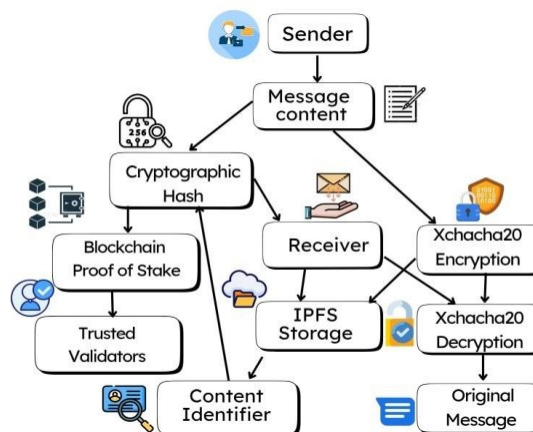 Sender
Message
content
256
Cryptographic
Hash
Receiver
Xchacha20
Encryption
Blockchain
Proof of Stake
IPFS
Storage
Xchacha20
Decryption
Trusted
Validators
Content
Identifier
Original
Message